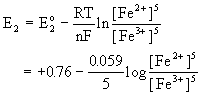 E₂ = E₂° − RT/nF ln [Fe²⁺]⁵/[Fe³⁺]⁵
= +0.76 − 0.059/5 log [Fe²⁺]⁵/[Fe³⁺]⁵